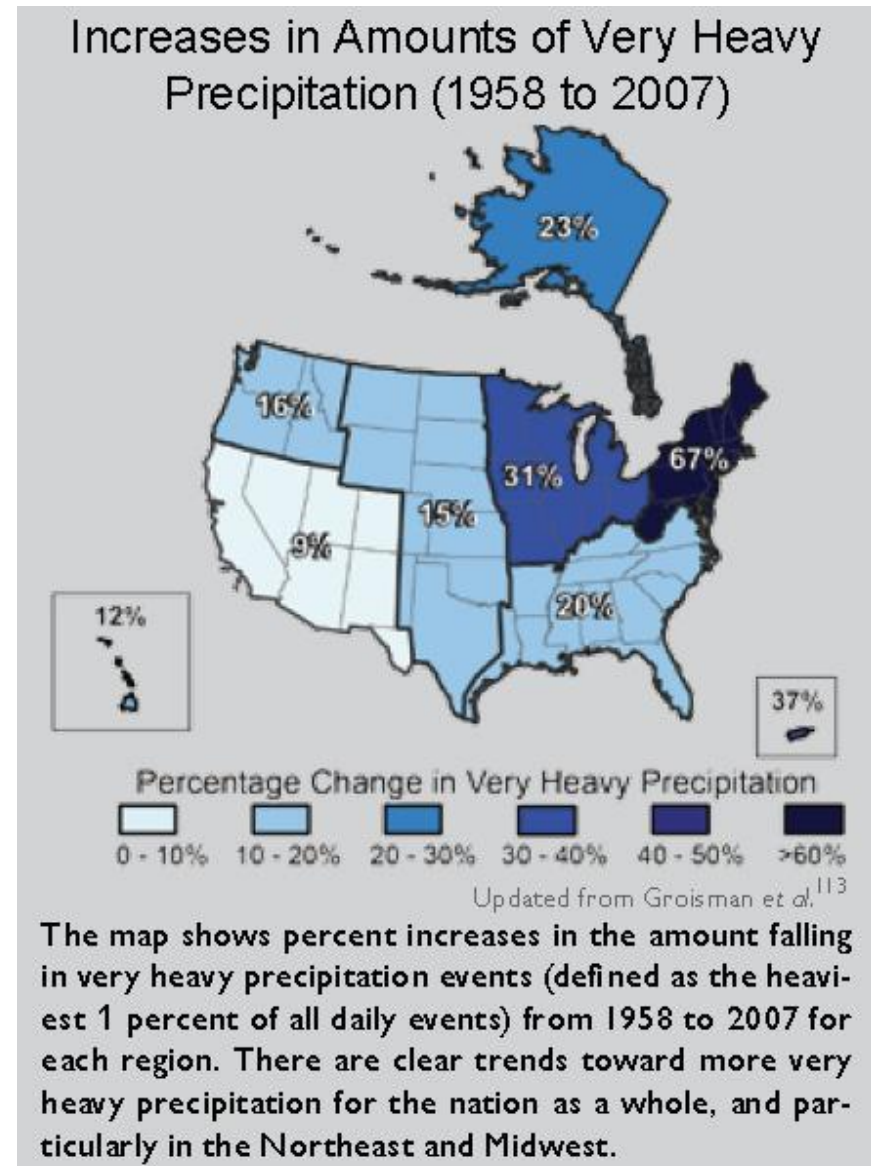 Increases in Amounts of Very Heavy
Precipitation (1958 to 2007)
23%
16%
67%
31%
15%
9%
20%
12%
37%
Percentage Change in Very Heavy Precipitation
0 - 10% 10 - 20% 20 - 30% 30 - 40% 40 - 50% >60%
Updated from Groisman et al.113
The map shows percent increases in the amount falling
in very heavy precipitation events (defined as the heavi-
est 1 percent of all daily events) from 1958 to 2007 for
each region. There are clear trends toward more very
heavy precipitation for the nation as a whole, and par-
ticularly in the Northeast and Midwest.